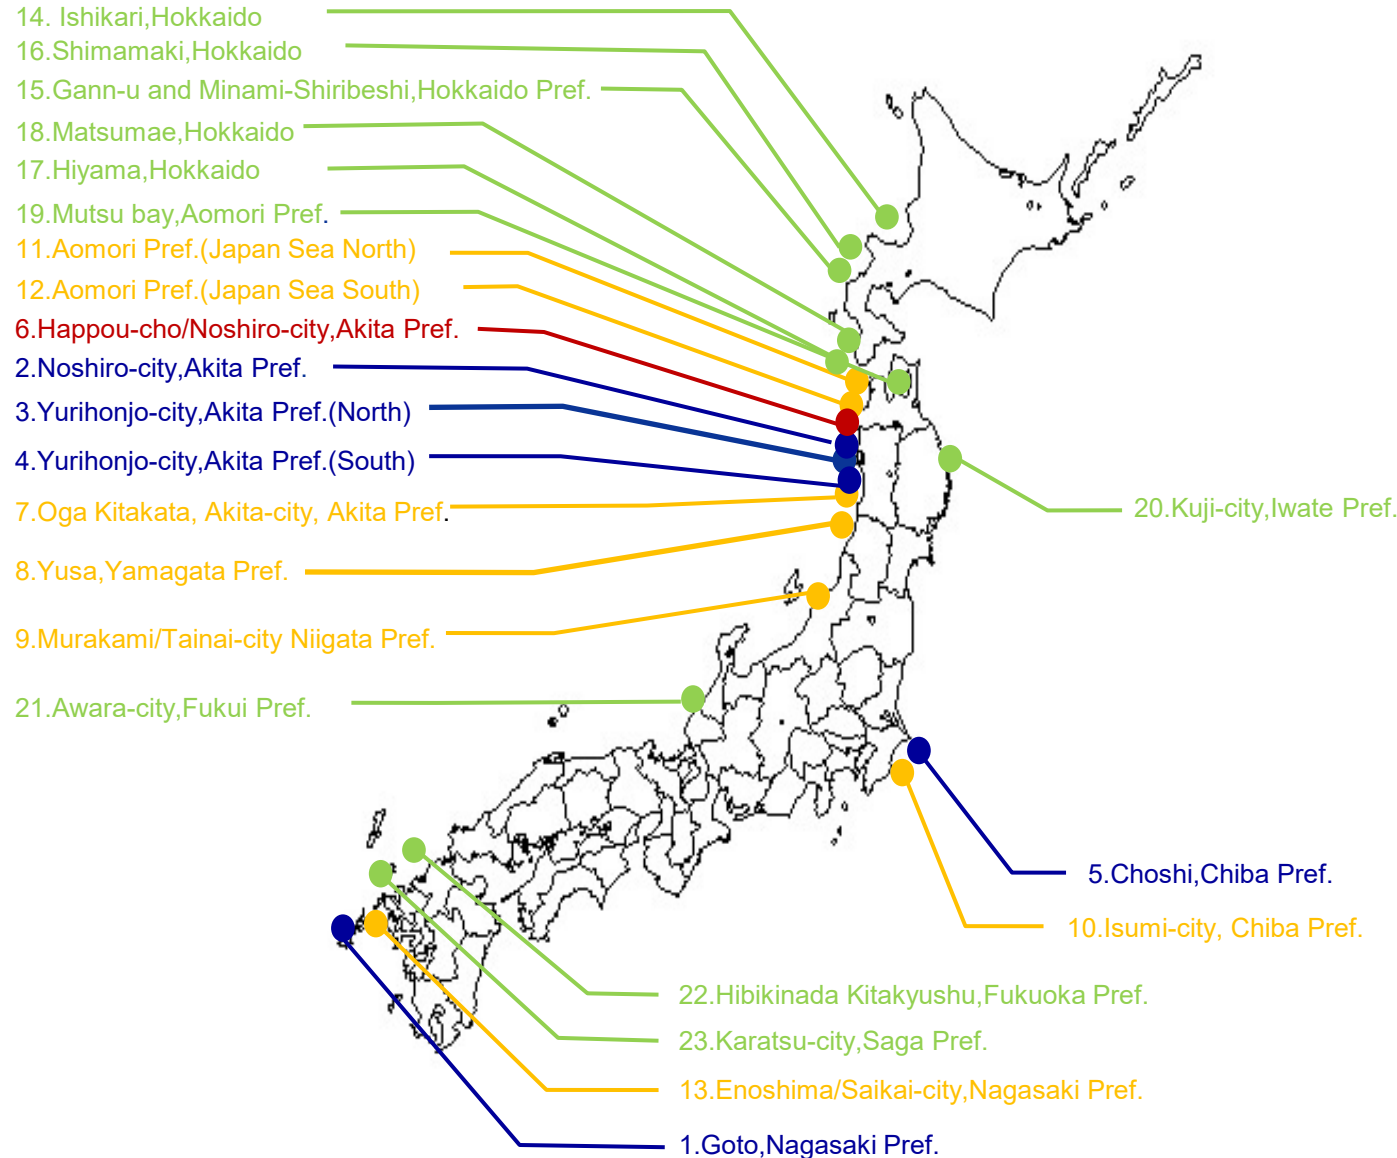 14. Ishikari,Hokkaido
16.Shimamaki,Hokkaido
15.Gann-u and Minami-Shiribeshi,Hokkaido Pref.
18.Matsumae,Hokkaido
17.Hiyama,Hokkaido
19.Mutsu bay,Aomori Pref.
11.Aomori Pref.(Japan Sea North)
12.Aomori Pref.(Japan Sea South)
6.Happou-cho/Noshiro-city,Akita Pref.
2.Noshiro-city,Akita Pref.
3.Yurihonjo-city,Akita Pref.(North)
4.Yurihonjo-city,Akita Pref.(South)
7.Oga Kitakata, Akita-city, Akita Pref.
20.Kuji-city,Iwate Pref.
8.Yusa,Yamagata Pref.
9.Murakami/Tainai-city Niigata Pref.
21.Awara-city,Fukui Pref.
5.Choshi,Chiba Pref.
10.Isumi-city, Chiba Pref.
22.Hibikinada Kitakyushu,Fukuoka Pref.
23.Karatsu-city,Saga Pref.
13.Enoshima/Saikai-city,Nagasaki Pref.
1.Goto,Nagasaki Pref.